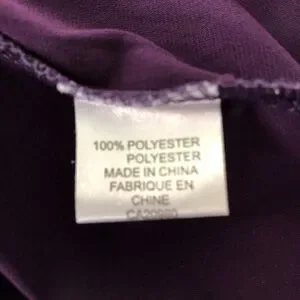 100% POLYESTER
POLYESTER
MADE IN CHINA
FABRIQUE EN
CHINE